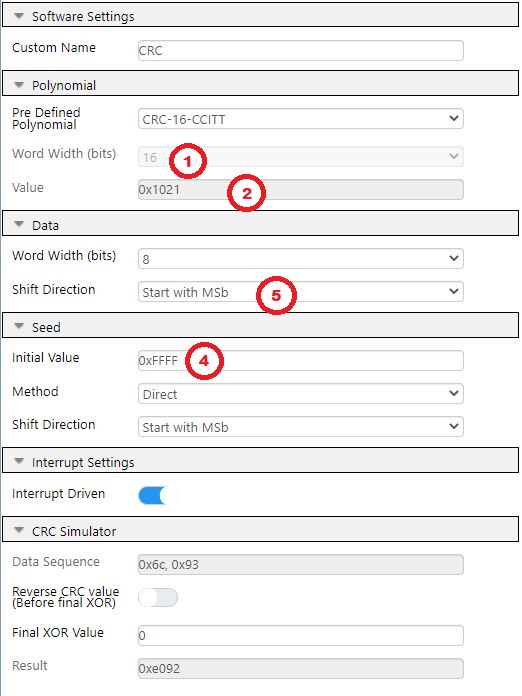 Software Settings
Custom Name CRC
Polynomial
Pre Defined
Polynomial CRC-16-CCITT
Word Width (bits) 16 1
Value 0x1021 2
Data
Word Width (bits) 8
Shift Direction Start with MSb 5
Seed
Initial Value 0xFFFF 4
Method Direct
Shift Direction Start with MSb
Interrupt Settings
Interrupt Driven
CRC Simulator
Data Sequence 0x6c, 0x93
Reverse CRC value
(Before final XOR)
Final XOR Value 0
Result 0xe092